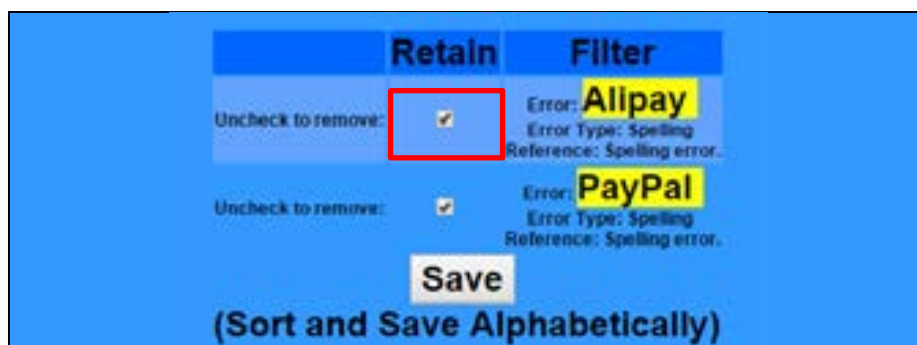 Retain Filter
Uncheck to remove: Error: Alipay
Error Type: Spelling
Reference: Spelling error.
Uncheck to remove: Error: PayPal
Error Type: Spelling
Reference: Spelling error.
Save
(Sort and Save Alphabetically)